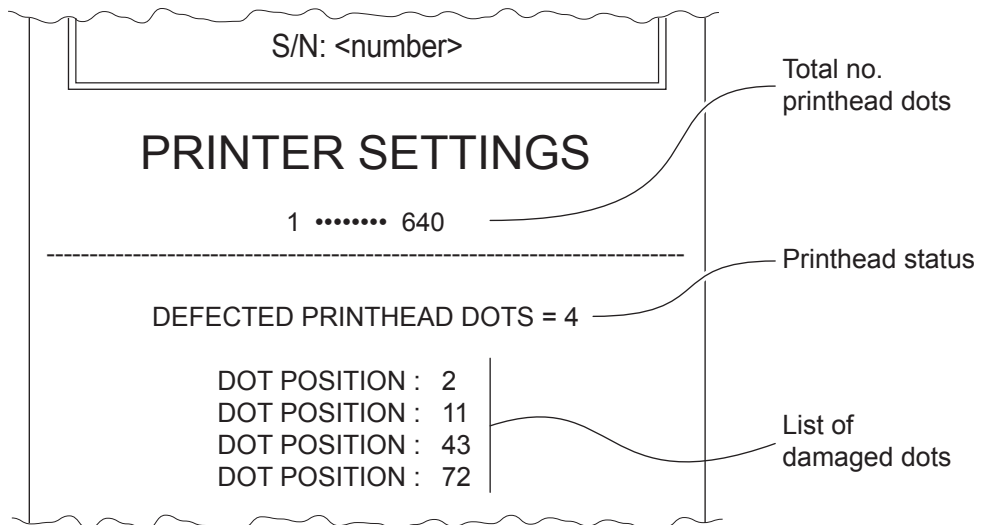 S/N: <number>
Total no.
printhead dots
PRINTER SETTINGS
1 •••••••• 640
Printhead status
DEFECTED PRINTHEAD DOTS = 4
DOT POSITION : 2
DOT POSITION : 11
DOT POSITION : 43
DOT POSITION : 72
List of
damaged dots